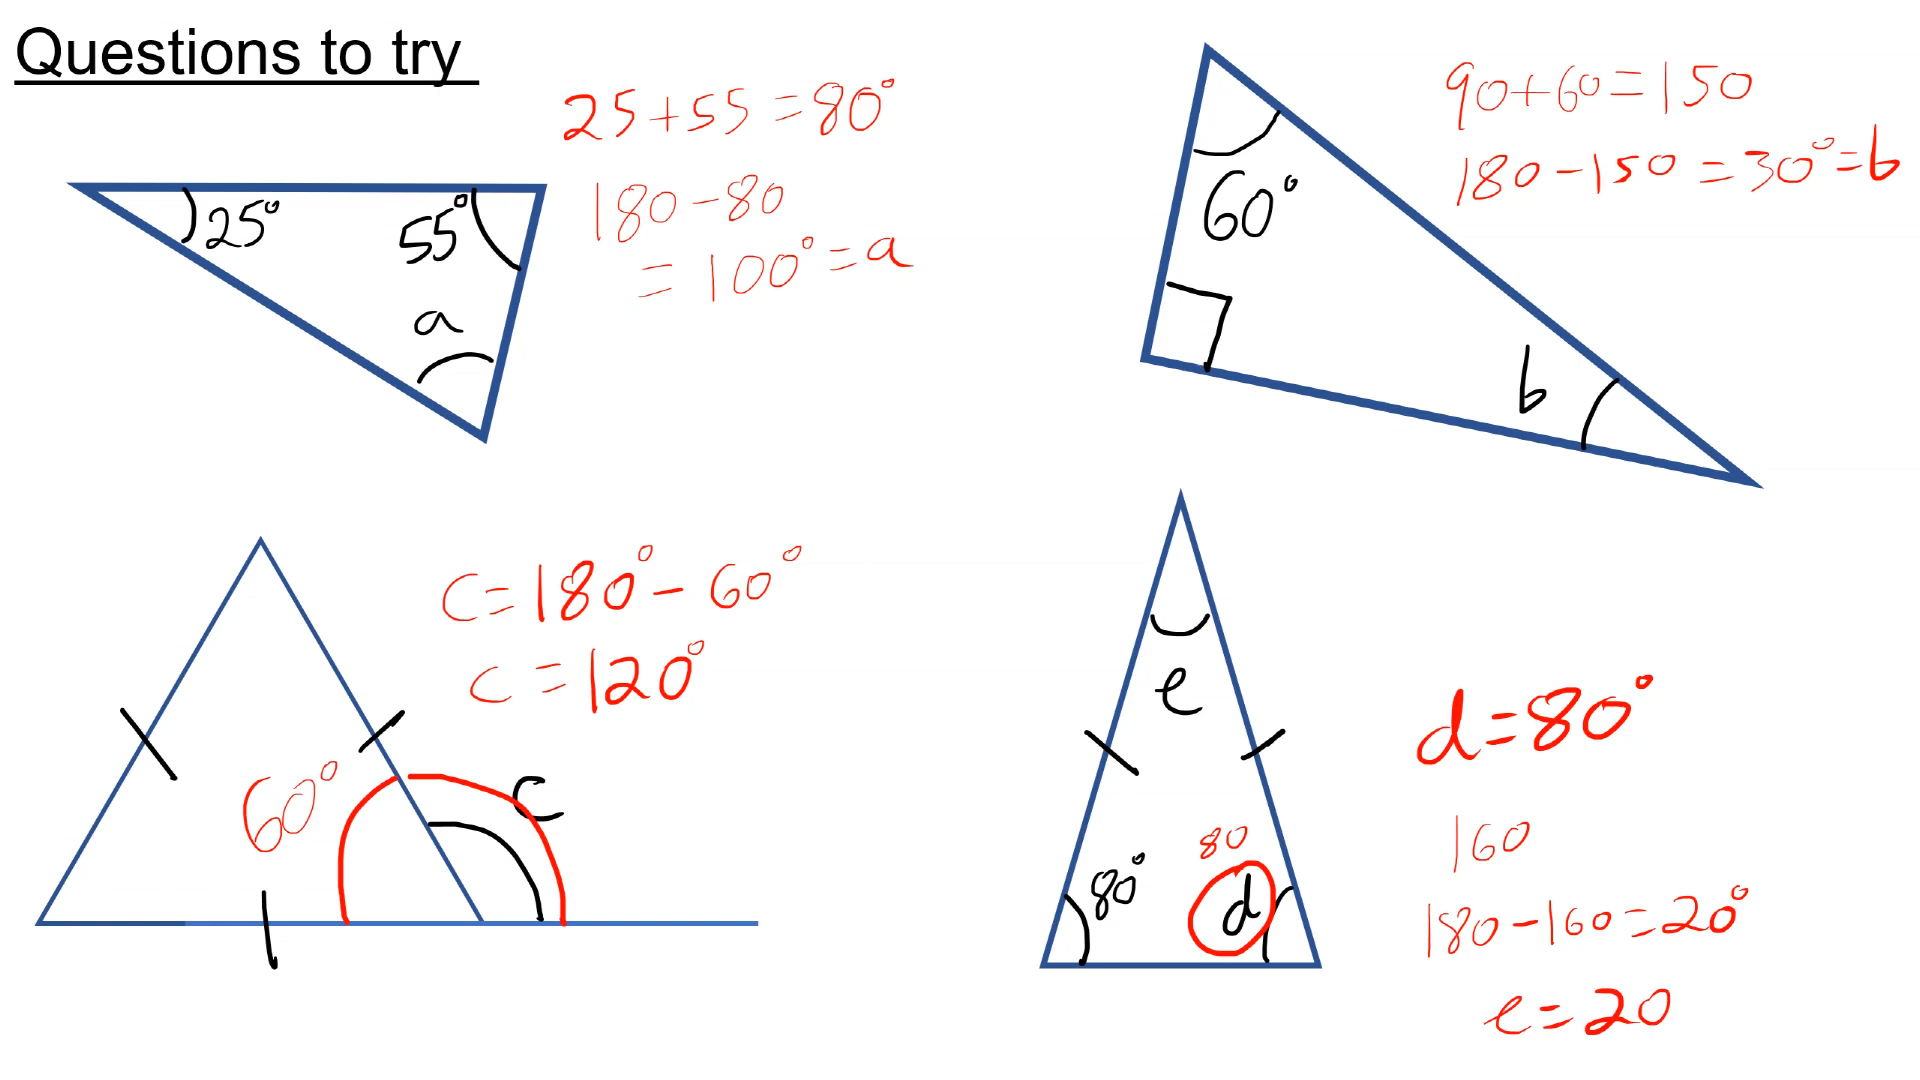 Questions to try
25+55=80°
180-80
=100°=a
25°
55°
a
90+60=150
180-150=30°=b
60°
b
c=180°-60°
c=120°
60°
c
e
80°
80
d
d=80°
160
180-160=20°
e=20